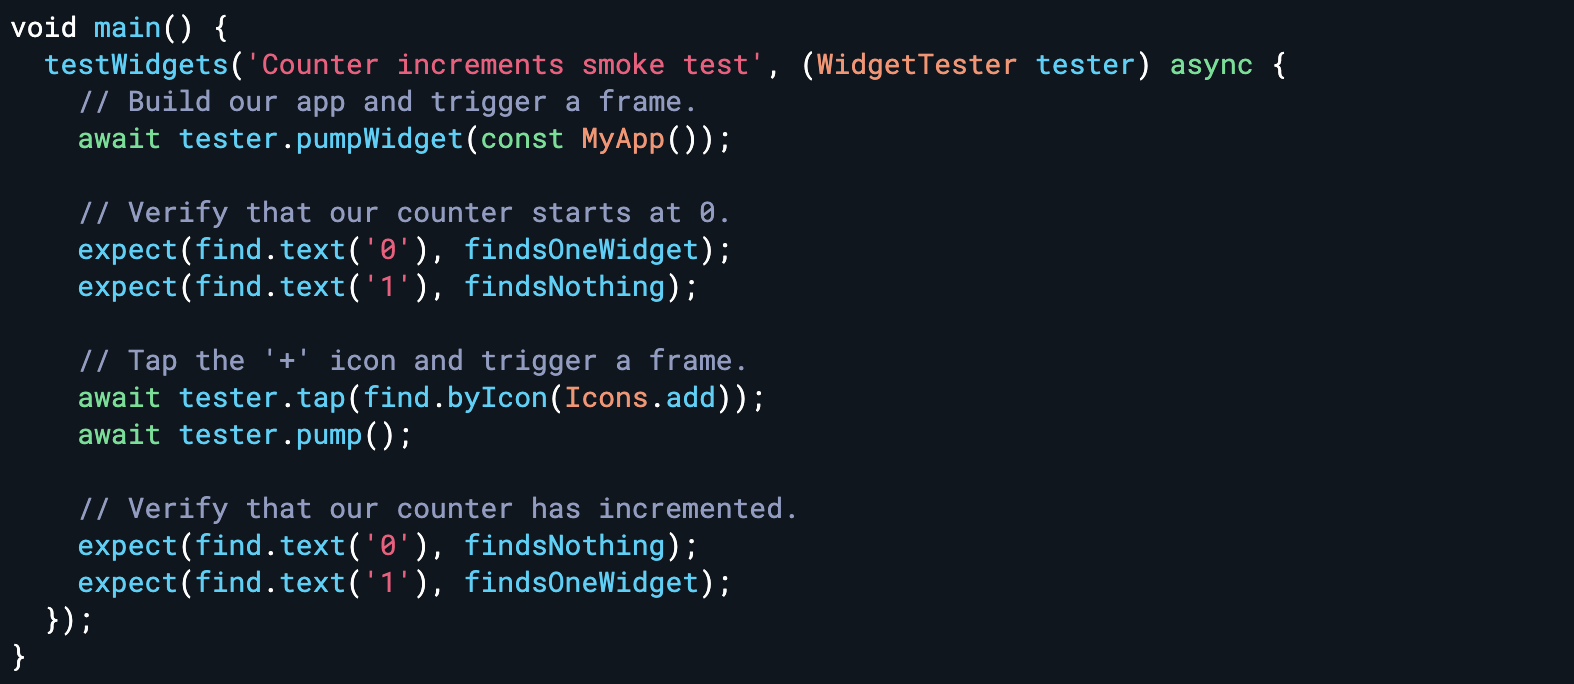 void main() {
  testWidgets('Counter increments smoke test', (WidgetTester tester) async {
    // Build our app and trigger a frame.
    await tester.pumpWidget(const MyApp());

    // Verify that our counter starts at 0.
    expect(find.text('0'), findsOneWidget);
    expect(find.text('1'), findsNothing);

    // Tap the '+' icon and trigger a frame.
    await tester.tap(find.byIcon(Icons.add));
    await tester.pump();

    // Verify that our counter has incremented.
    expect(find.text('0'), findsNothing);
    expect(find.text('1'), findsOneWidget);
  });
}